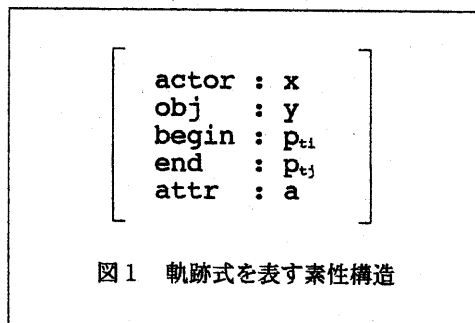 actor : x
obj : y
begin : p_ti
end : p_tj
attr : a
図1 軌跡式を表す素性構造